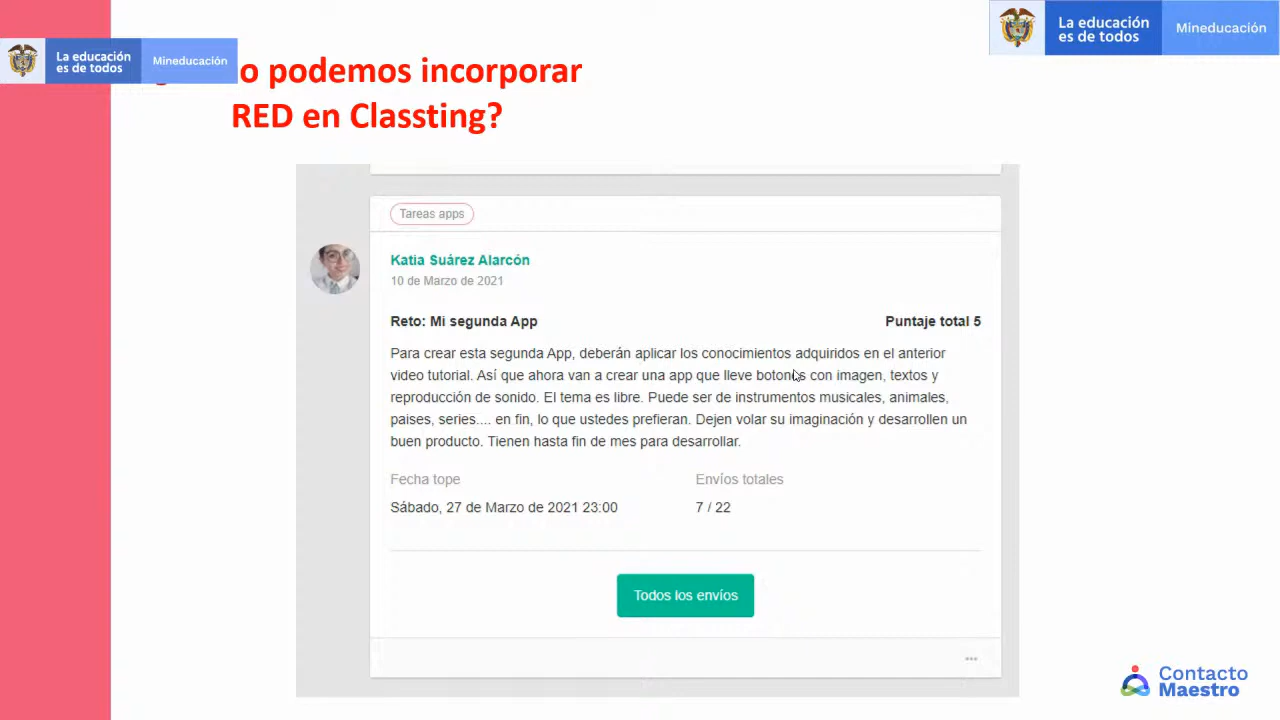 La educación
es de todos
Mineducación
La educación
es de todos
Mineducación
o podemos incorporar
RED en Classting?
Tareas apps
Katia Suárez Alarcón
10 de Marzo de 2021
Reto: Mi segunda App
Puntaje total 5
Para crear esta segunda App, deberán aplicar los conocimientos adquiridos en el anterior
video tutorial. Así que ahora van a crear una app que lleve botones con imagen, textos y
reproducción de sonido. El tema es libre. Puede ser de instrumentos musicales, animales,
paises, series.... en fin, lo que ustedes prefieran. Dejen volar su imaginación y desarrollen un
buen producto. Tienen hasta fin de mes para desarrollar.
Fecha tope
Envíos totales
Sábado, 27 de Marzo de 2021 23:00
7 / 22
Todos los envíos
Contacto
Maestro